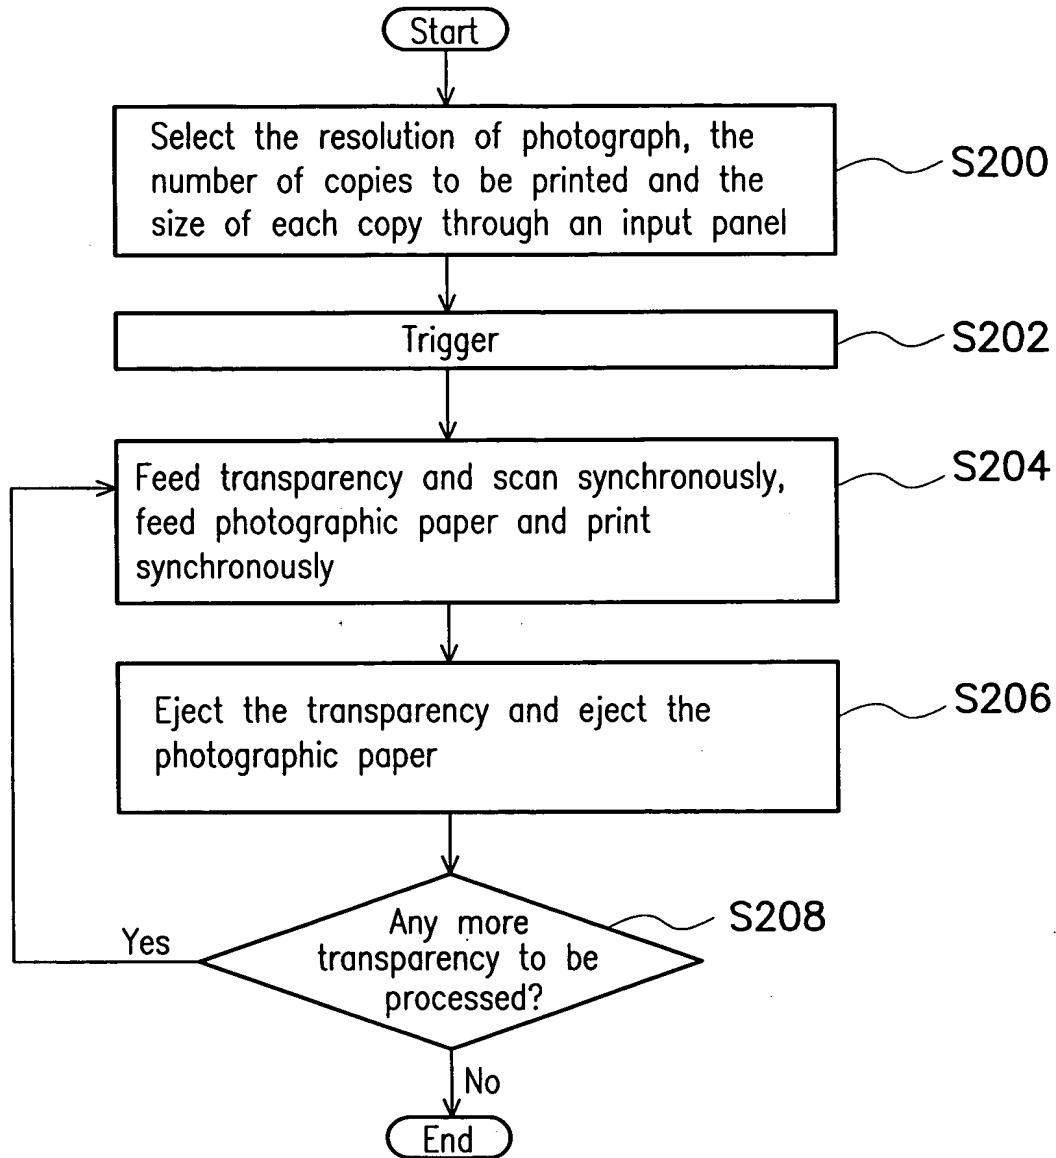 Start
Select the resolution of photograph, the
number of copies to be printed and the
size of each copy through an input panel
S200
Trigger
S202
Feed transparency and scan synchronously,
feed photographic paper and print
synchronously
S204
Eject the transparency and eject the
photographic paper
S206
Any more
transparency to be
processed?
S208
Yes
No
End